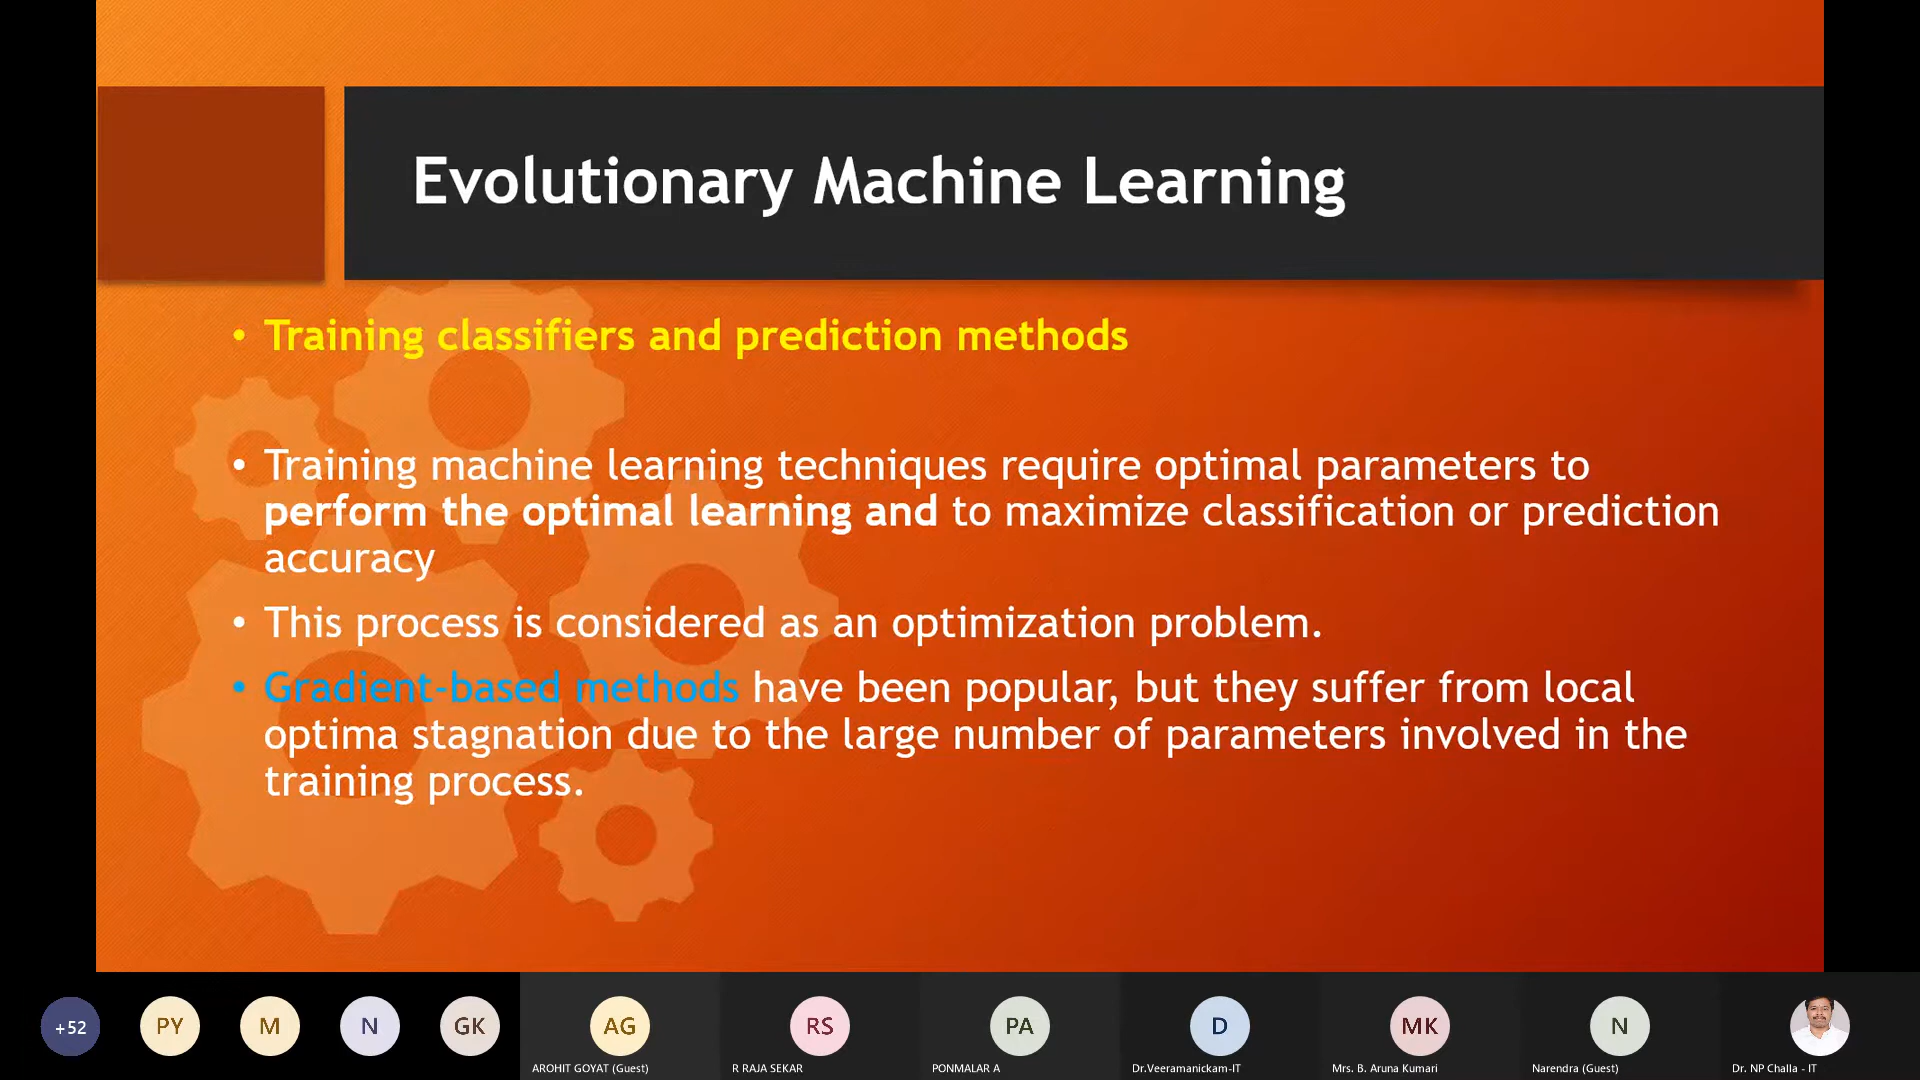 Evolutionary Machine Learning
• Training classifiers and prediction methods
• Training machine learning techniques require optimal parameters to
perform the optimal learning and to maximize classification or prediction
accuracy
• This process is considered as an optimization problem.
• Gradient-based methods have been popular, but they suffer from local
optima stagnation due to the large number of parameters involved in the
training process.
+52
PY
M
N
GK
AG
RS
PA
D
MK
N
AROHIT GOYAT (Guest)
R RAJA SEKAR
PONMALAR A
Dr.Veeramanickam-IT
Mrs. B. Aruna Kumari
Narendra (Guest)
Dr. NP Challa - IT